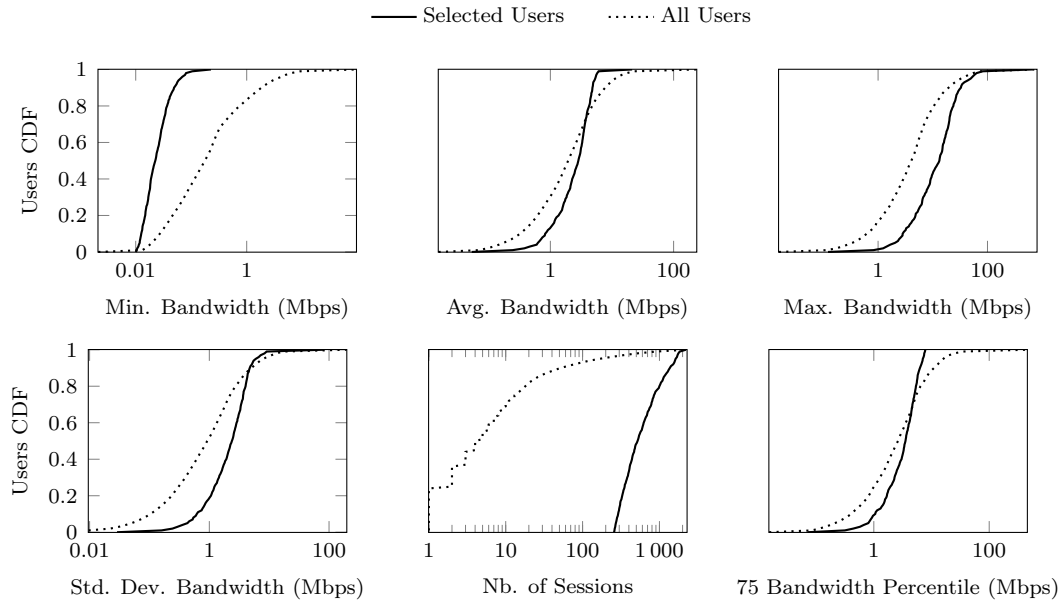 Selected Users
All Users
Users CDF
1
0.8
0.6
0.4
0.2
0
0.01
1
Min. Bandwidth (Mbps)
1
100
Avg. Bandwidth (Mbps)
1
100
Max. Bandwidth (Mbps)
Users CDF
1
0.8
0.6
0.4
0.2
0
0.01
1
100
Std. Dev. Bandwidth (Mbps)
1
10
100
1 000
Nb. of Sessions
1
100
75 Bandwidth Percentile (Mbps)